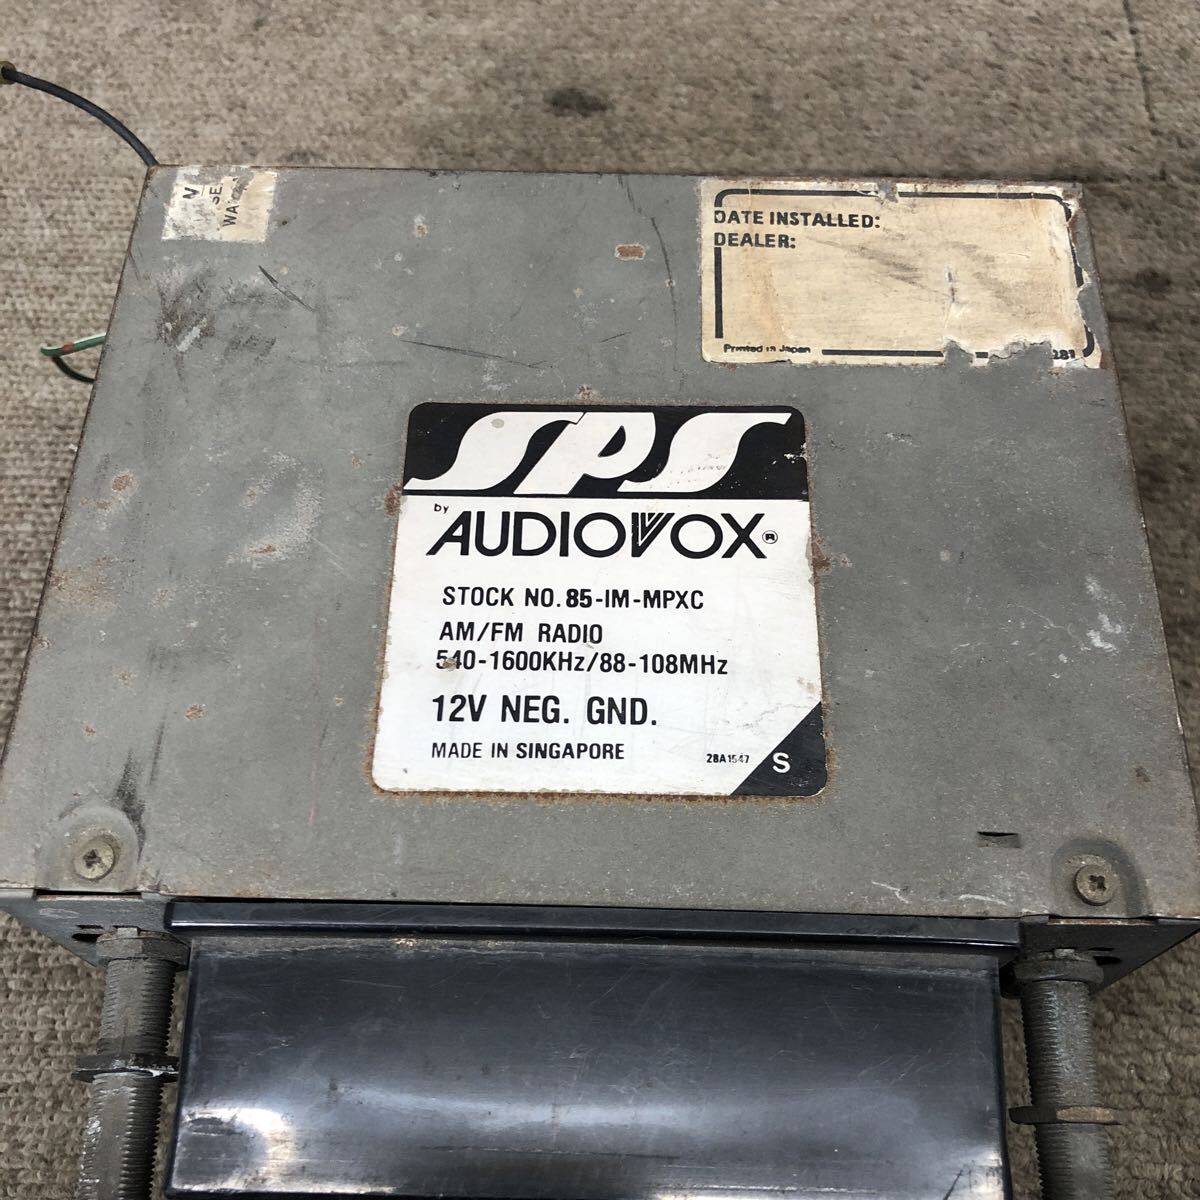 DATE INSTALLED:
DEALER:
Printed in Japan
SPS
by AUDIOVOX®
STOCK NO. 85-IM-MPXC
AM/FM RADIO
540-1600KHz/88-108MHz
12V NEG. GND.
MADE IN SINGAPORE
28A1547
S